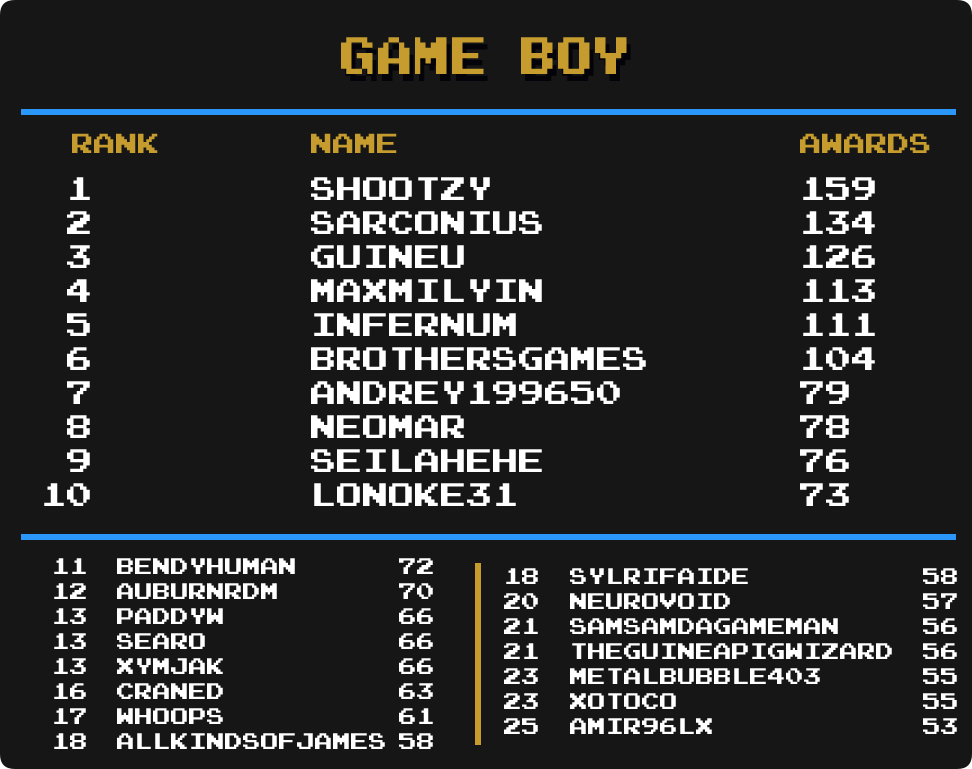 GAME BOY
RANK NAME AWARDS
1 SHOOTZY 159
2 SARCONIUS 134
3 GUINEU 126
4 MAXMILYIN 113
5 INFERNUM 111
6 BROTHERSGAMES 104
7 ANDREY199650 79
8 NEOMAR 78
9 SEILAHEHE 76
10 LONOKE31 73
11 BENDYHUMAN 72
12 AUBURNRDM 70
13 PADDYW 66
13 SEARO 66
13 XYMJAK 66
16 CRANED 63
17 WHOOPS 61
18 ALLKINDSOFJAMES 58
18 SYLRIFAIDE 58
20 NEUROVOID 57
21 SAMSAMDAGAMEMAN 56
21 THEGUINEAPIGWIZARD 56
23 METALBUBBLE403 55
23 XOTOCO 55
25 AMIR96LX 53